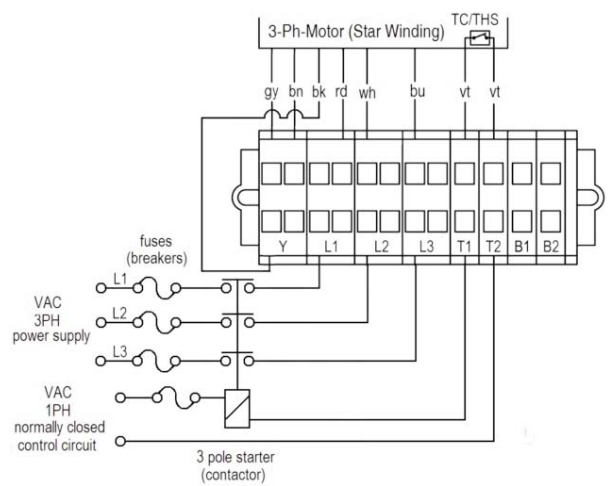 TC/THS
3-Ph-Motor (Star Winding)
gy bn bk rd wh bu vt vt
Y L1 L2 L3 T1 T2 B1 B2
fuses
(breakers)
L1
VAC
3PH
power supply
L2
L3
VAC
1PH
normally closed
control circuit
3 pole starter
(contactor)